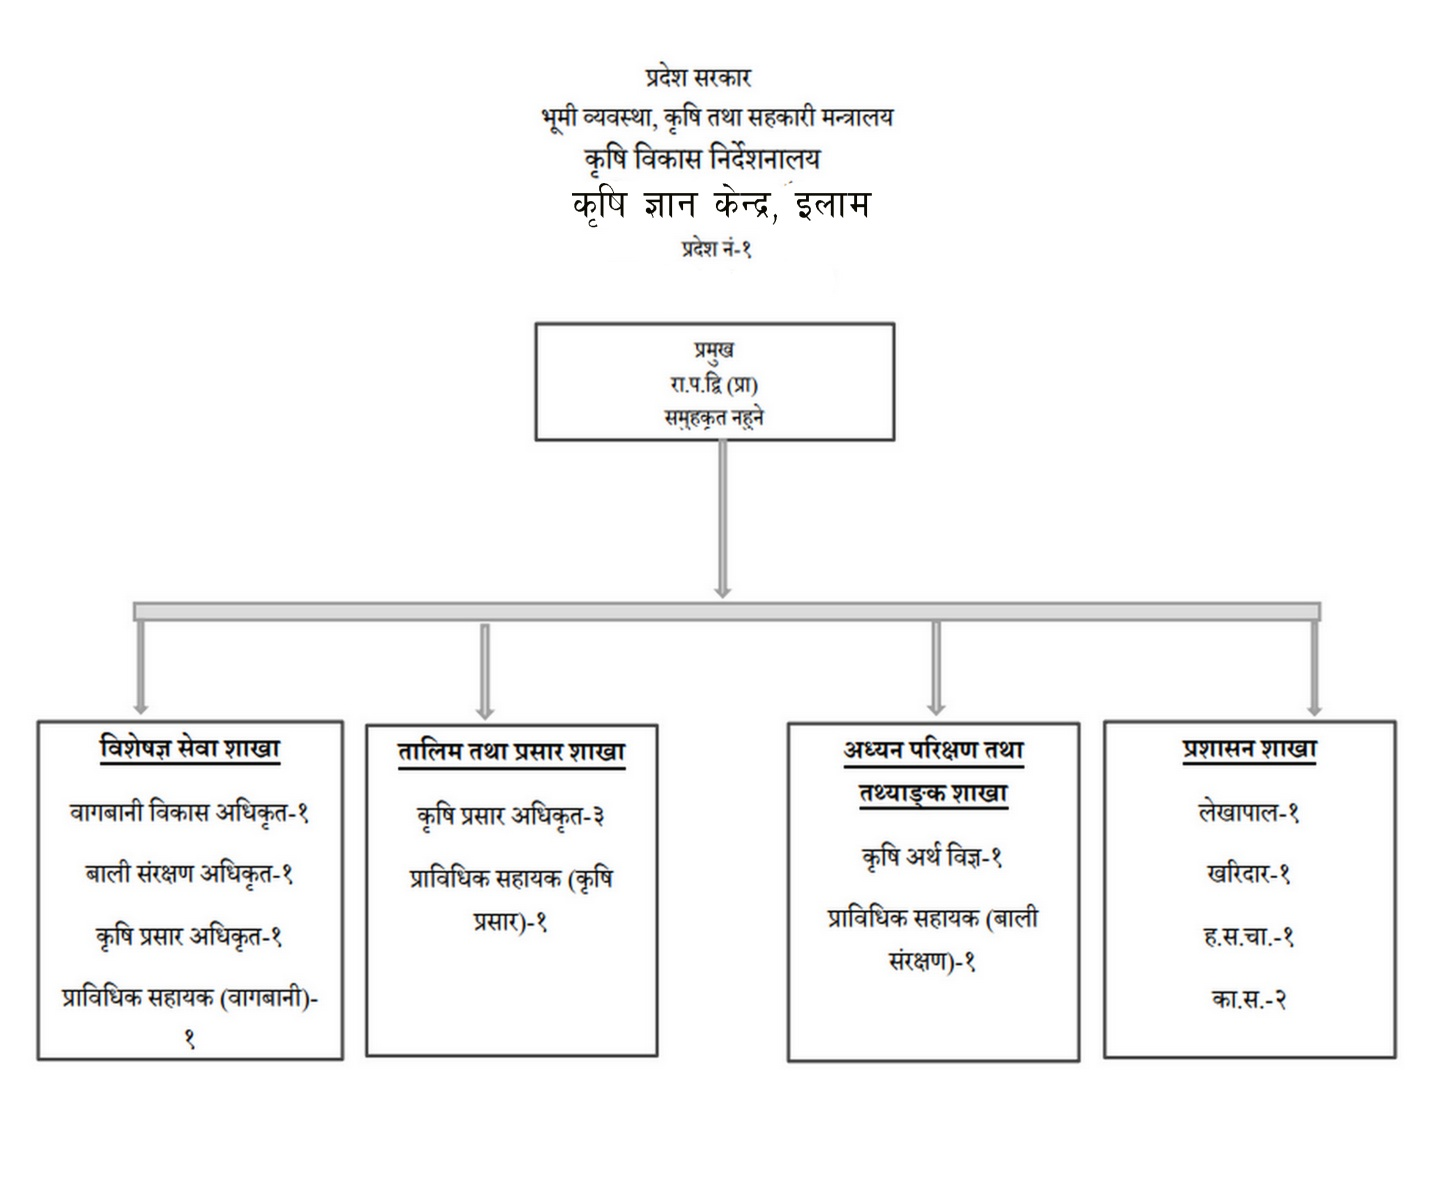 प्रदेश सरकार
भूमी व्यवस्था, कृषि तथा सहकारी मन्त्रालय
कृषि विकास निर्देशनालय
कृषि ज्ञान केन्द्र, इलाम
प्रदेश नं-१
प्रमुख
रा.प.द्वि (प्रा)
समुहकृत नहुने
विशेषज्ञ सेवा शाखा
वागबानी विकास अधिकृत-१
बाली संरक्षण अधिकृत-१
कृषि प्रसार अधिकृत-१
प्राविधिक सहायक (वागबानी)-
१
तालिम तथा प्रसार शाखा
कृषि प्रसार अधिकृत-३
प्राविधिक सहायक (कृषि
प्रसार)-१
अध्यन परिक्षण तथा
तथ्याङ्क शाखा
कृषि अर्थ विज्ञ-१
प्राविधिक सहायक (बाली
संरक्षण)-१
प्रशासन शाखा
लेखापाल-१
खरिदार-१
ह.स.चा.-१
का.स.-२